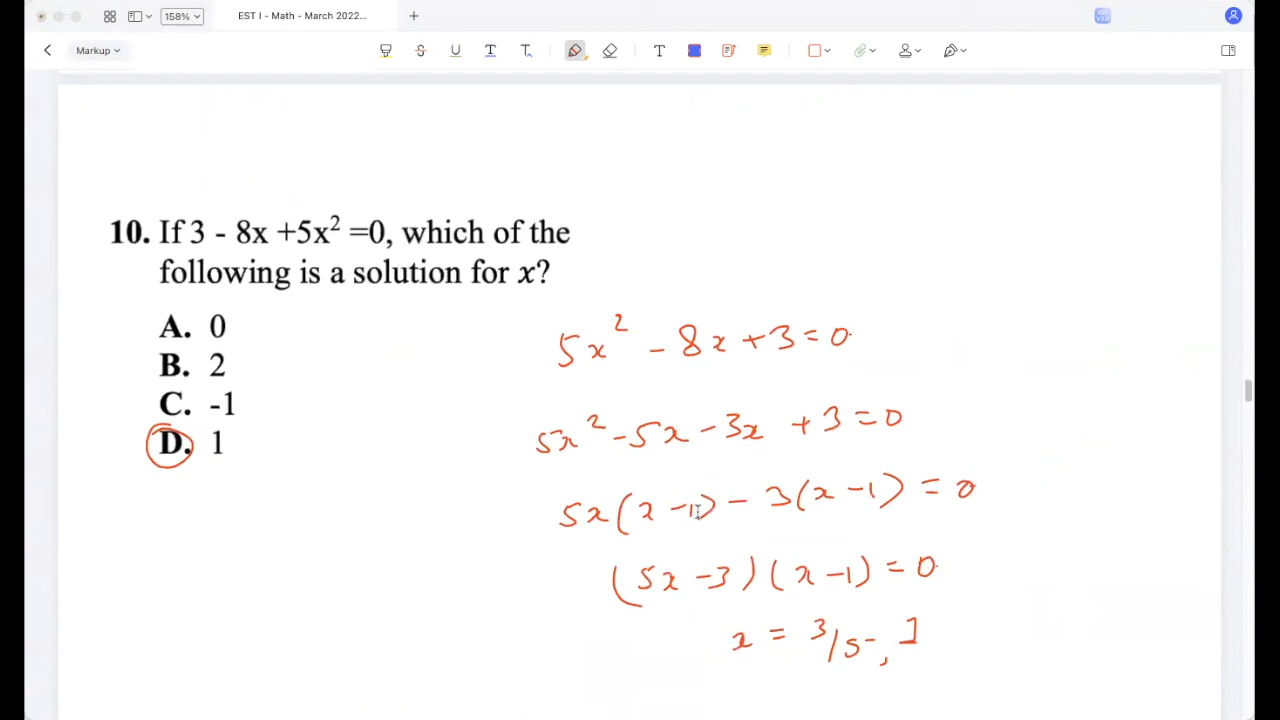 158%
EST I - Math - March 2022...
Markup
10. If 3 - 8x +5x² =0, which of the
following is a solution for x?
A. 0
B. 2
C. -1
D. 1
5x² - 8x + 3 = 0
5x² - 5x - 3x + 3 = 0
5x(x - 1) - 3(x - 1) = 0
(5x - 3)(x - 1) = 0
x = 3/5, 1